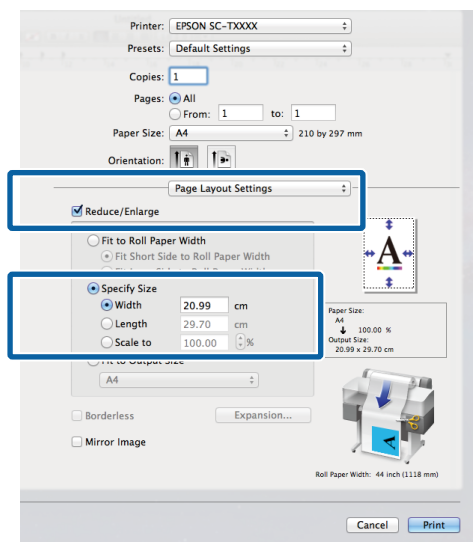 Printer: EPSON SC-TXXXX
Presets: Default Settings
Copies: 1
Pages: All
From: 1 to: 1
Paper Size: A4 210 by 297 mm
Orientation:
Page Layout Settings
Reduce/Enlarge
Fit to Roll Paper Width
Fit Short Side to Roll Paper Width
Specify Size
Width 20.99 cm
Length 29.70 cm
Scale to 100.00 %
Fit to Output Size
A4
Borderless Expansion...
Mirror Image
A
Paper Size:
A4
100.00 %
Output Size:
20.99 x 29.70 cm
A
Roll Paper Width: 44 inch (1118 mm)
Cancel Print